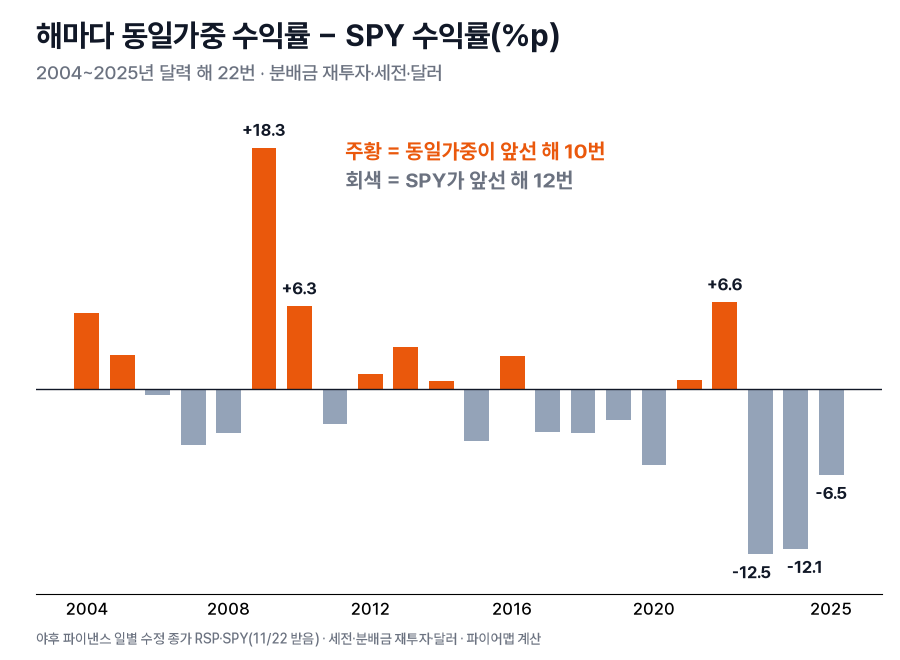 해마다 동일가중 수익률 – SPY 수익률(%p)
2004~2025년 달력 해 22번 · 분배금 재투자·세전·달러
+18.3
주황 = 동일가중이 앞선 해 10번
회색 = SPY가 앞선 해 12번
+6.3
+6.6
-6.5
-12.5
-12.1
2004 2008 2012 2016 2020 2025
야후 파이낸스 일별 수정 종가 RSP·SPY(11/22 받음) · 세전·분배금 재투자·달러 · 파이어맵 계산